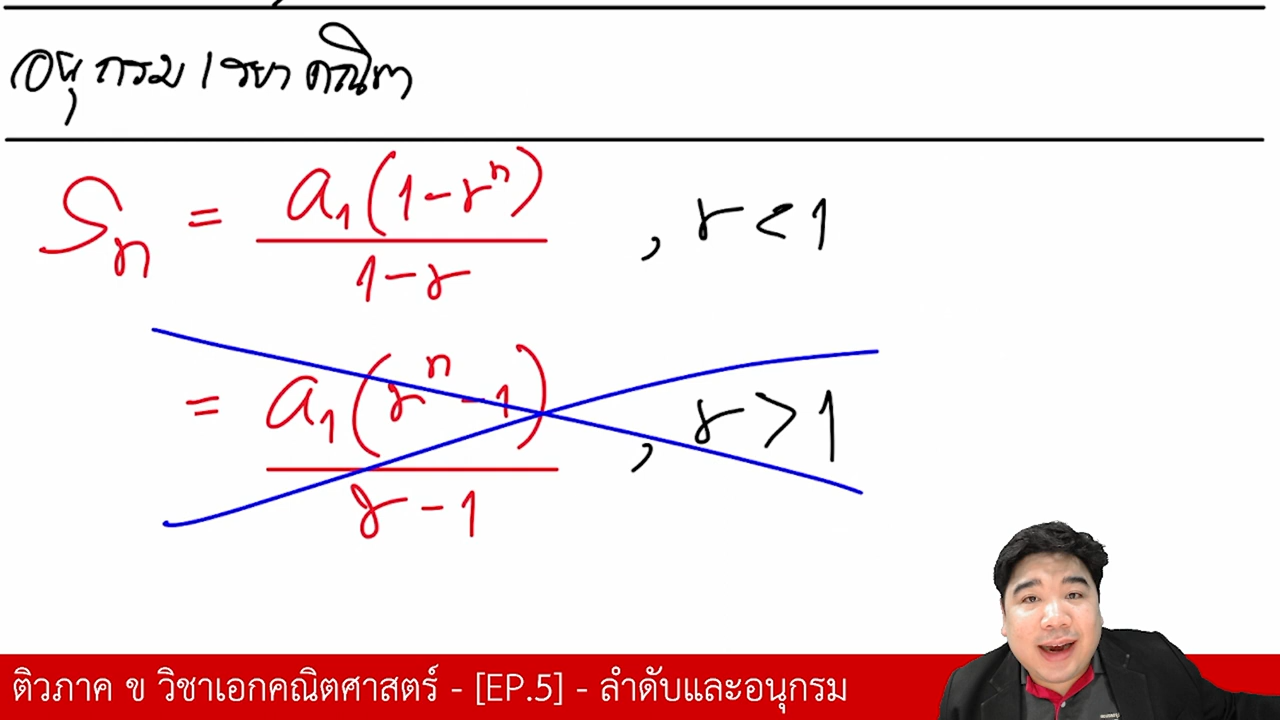 อนุกรมเรขาคณิต
Sn = a1(1-r^n) / 1-r , r < 1
= a1(r^n - 1) / r - 1 , r > 1
ติวภาค ข วิชาเอกคณิตศาสตร์ - [EP.5] - ลำดับและอนุกรม